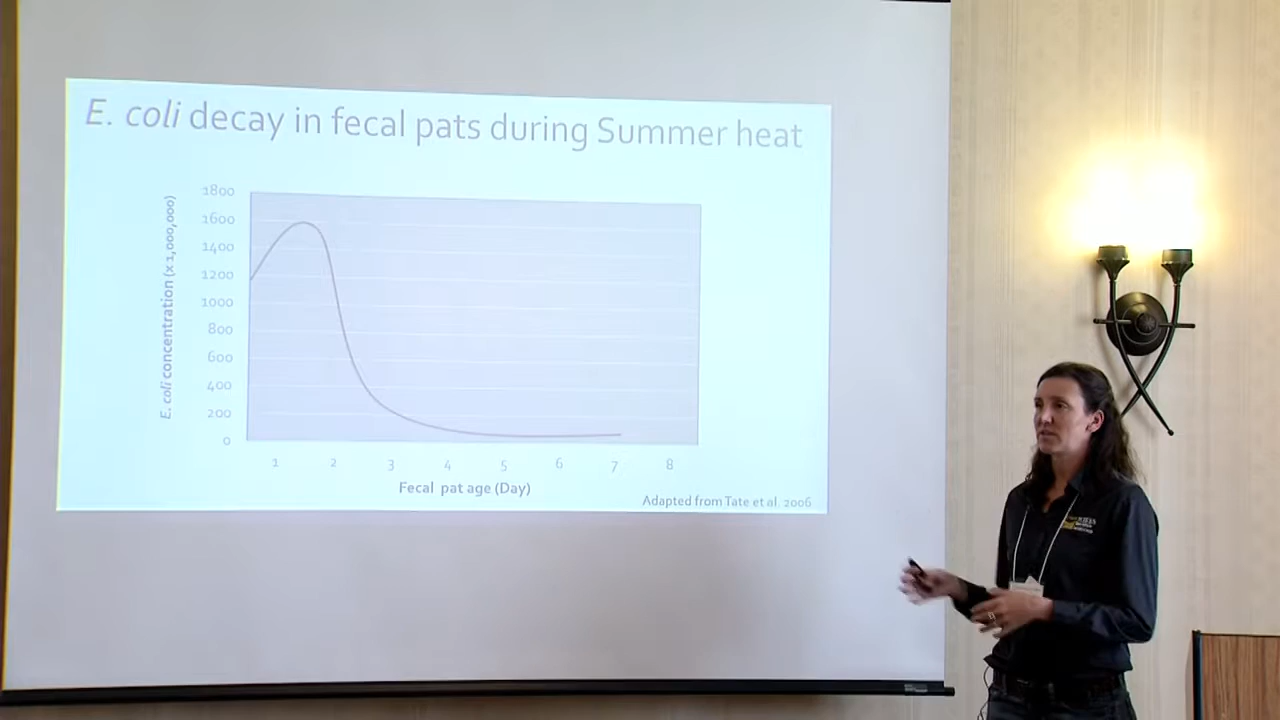 E. coli decay in fecal pats during Summer heat
E. coli concentration (x 1,000,000)
1800
1600
1400
1200
1000
800
600
400
200
0
1 2 3 4 5 6 7 8
Fecal pat age (Day)
Adapted from Tate et al. 2006